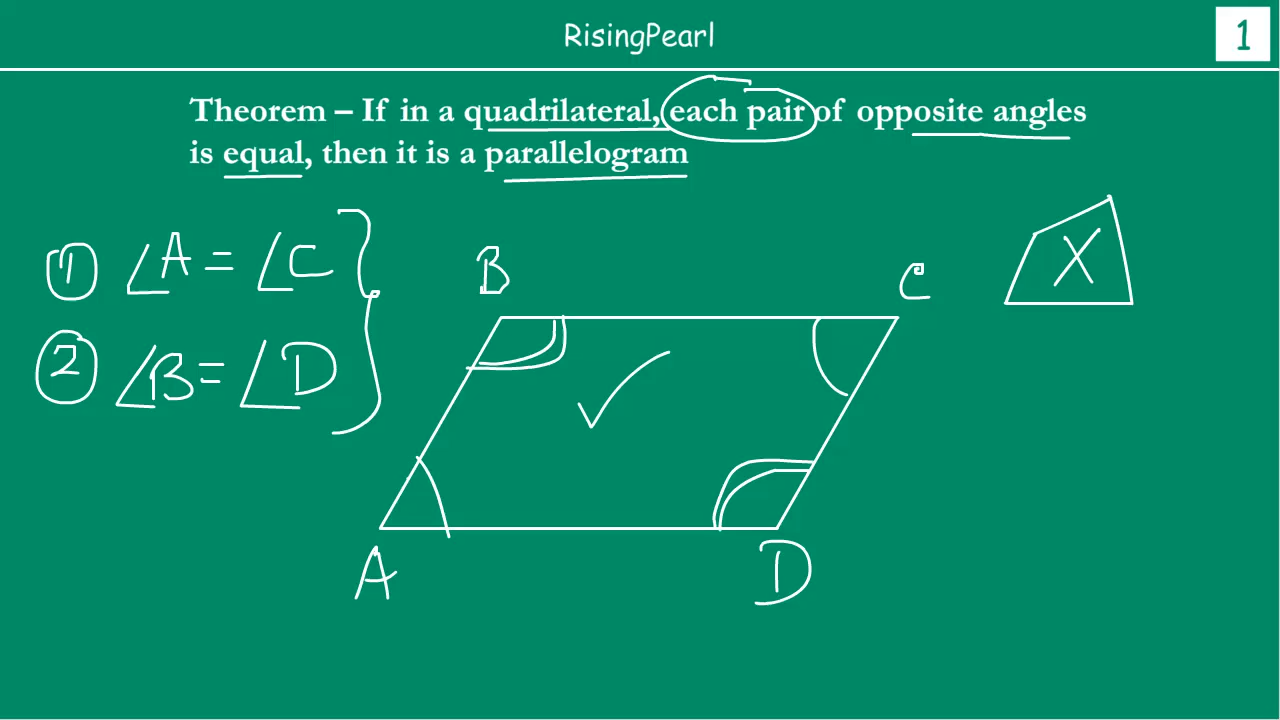 RisingPearl
1
Theorem – If in a quadrilateral, each pair of opposite angles
is equal, then it is a parallelogram
1 ∠A = ∠C
2 ∠B = ∠D
B
C
X
A
D